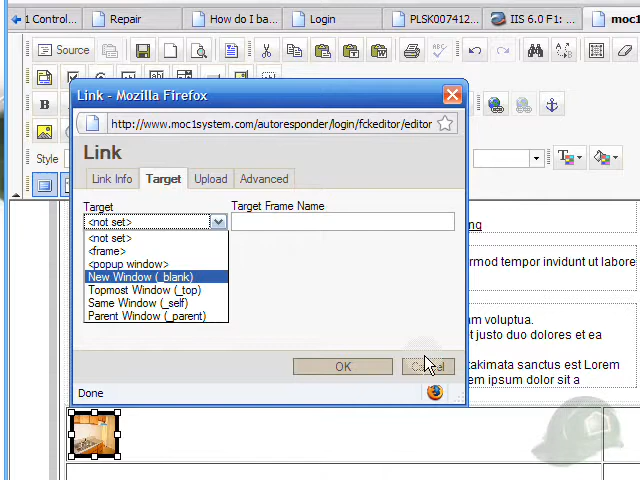 1 Control...
Repair
How do I ba...
Login
PLSK007412...
IIS 6.0 F1: ...
moc1
Source
ABC
B
Style
Link - Mozilla Firefox
http://www.moc1system.com/autoresponder/login/fckeditor/editor
Link
Link Info
Target
Upload
Advanced
Target
Target Frame Name
<not set>
<not set>
<frame>
<popup window>
New Window (_blank)
Topmost Window (_top)
Same Window (_self)
Parent Window (_parent)
OK
Cancel
Done
ng
rmod tempor invidunt ut labore
am voluptua.
t justo duo dolores et ea
akimata sanctus est Lorem
em ipsum dolor sit a